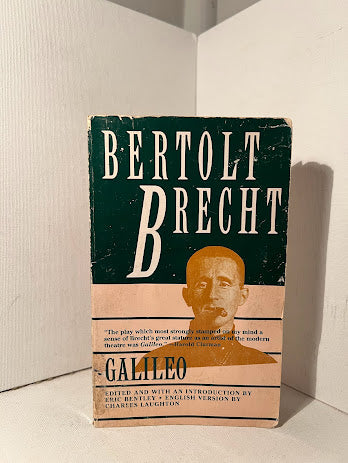 BERTOLT
BRECHT
"The play which most strongly stamped on my mind a
sense of Brecht's great stature as an artist of the modern
theatre was Galileo."—Harold Clurman
GALILEO
EDITED AND WITH AN INTRODUCTION BY
ERIC BENTLEY • ENGLISH VERSION BY
CHARLES LAUGHTON